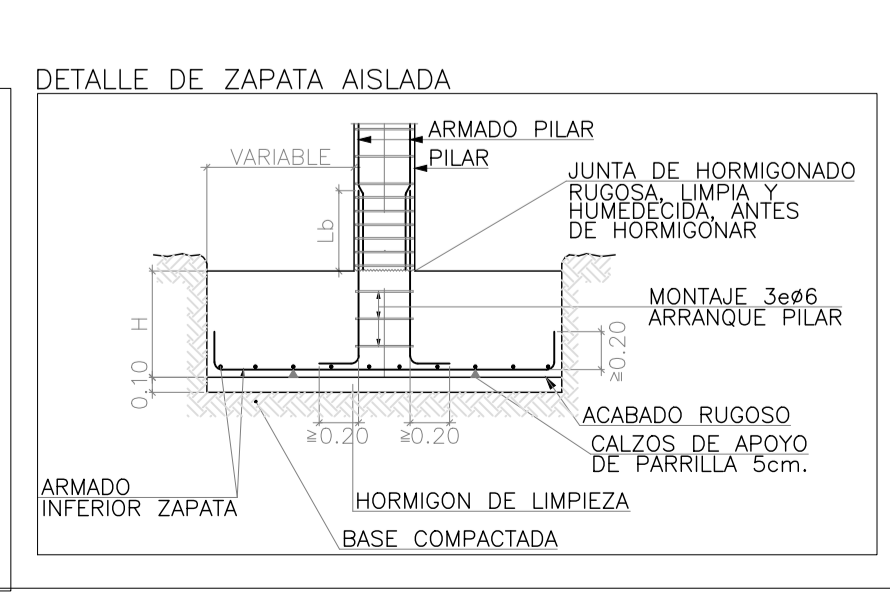 DETALLE DE ZAPATA AISLADA
ARMADO PILAR
VARIABLE
PILAR
JUNTA DE HORMIGONADO
RUGOSA, LIMPIA Y
HUMEDECIDA, ANTES
DE HORMIGONAR
Lb
MONTAJE 3eø6
ARRANQUE PILAR
H
≥0.20
0.10
ACABADO RUGOSO
≥0.20
≥0.20
CALZOS DE APOYO
DE PARRILLA 5cm.
ARMADO
INFERIOR ZAPATA
HORMIGON DE LIMPIEZA
BASE COMPACTADA